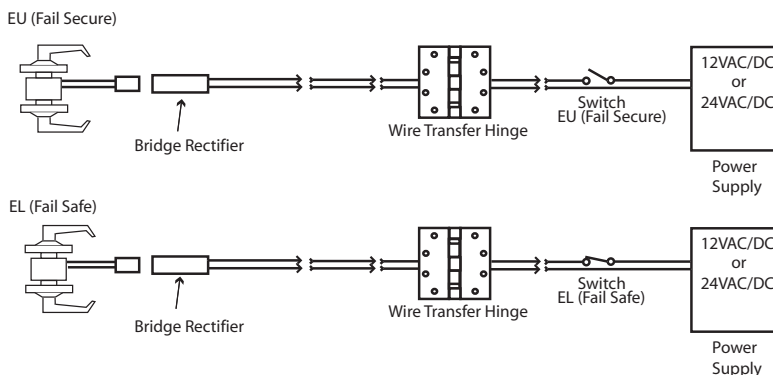 EU (Fail Secure)
12VAC/DC
or
24VAC/DC
Switch
EU (Fail Secure)
Wire Transfer Hinge
Bridge Rectifier
Power
Supply
EL (Fail Safe)
12VAC/DC
or
24VAC/DC
Switch
EL (Fail Safe)
Wire Transfer Hinge
Bridge Rectifier
Power
Supply